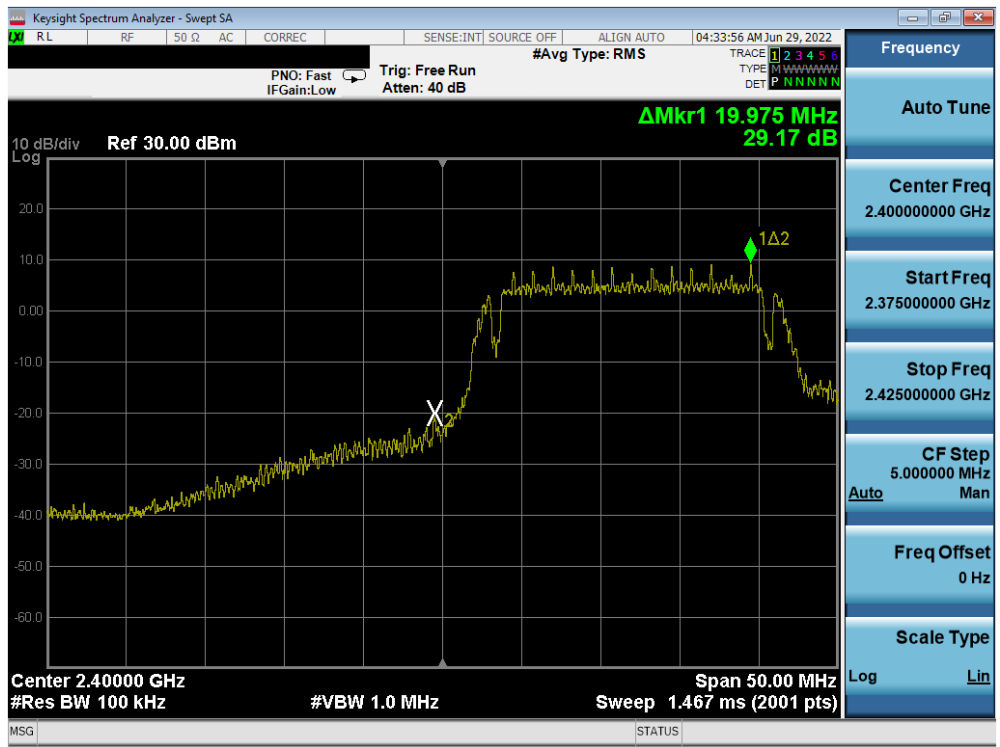 Keysight Spectrum Analyzer - Swept SA
LXI RL RF 50 Ω AC CORREC SENSE:INT SOURCE OFF ALIGN AUTO 04:33:56 AM Jun 29, 2022
#Avg Type: RMS
TRACE 1 2 3 4 5 6
TYPE M WWWWW
DET P N N N N N
PNO: Fast
IFGain:Low
Trig: Free Run
Atten: 40 dB
ΔMkr1 19.975 MHz
29.17 dB
10 dB/div Ref 30.00 dBm
Log
20.0
10.0
0.00
-10.0
-20.0
-30.0
-40.0
-50.0
-60.0
1Δ2
X2
Center 2.40000 GHz
Span 50.00 MHz
#Res BW 100 kHz
#VBW 1.0 MHz
Sweep 1.467 ms (2001 pts)
MSG
STATUS
Frequency
Auto Tune
Center Freq
2.400000000 GHz
Start Freq
2.375000000 GHz
Stop Freq
2.425000000 GHz
CF Step
5.000000 MHz
Auto Man
Freq Offset
0 Hz
Scale Type
Log Lin